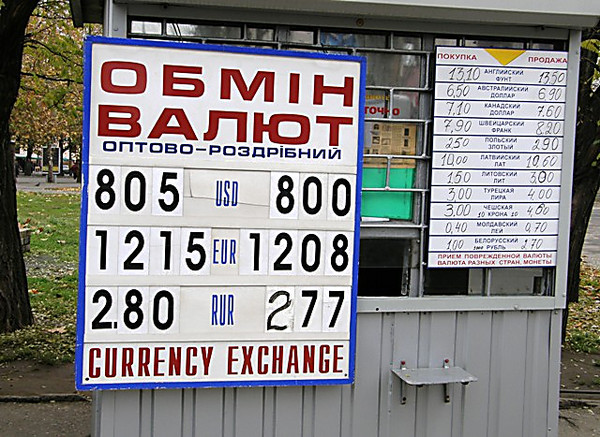 ОБМІН
ВАЛЮТ
ОПТОВО-РОЗДРІБНИЙ
805 USD 800
1215 EUR 1208
2.80 RUR 277
CURRENCY EXCHANGE
ПОКУПКА ПРОДАЖА
13,10 АНГЛИЙСКИЙ ФУНТ 13,50
6,50 АВСТРАЛИЙСКИЙ ДОЛЛАР 6,90
7,10 КАНАДСКИЙ ДОЛЛАР 7,60
7,90 ШВЕЙЦАРСКИЙ ФРАНК 8,20
2,50 ПОЛЬСКИЙ ЗЛОТЫЙ 2,90
10,00 ЛАТВИЙСКИЙ ЛАТ 10,60
1,50 ЛИТОВСКИЙ ЛИТ 3,00
3,00 ТУРЕЦКАЯ ЛИРА 4,00
3,00 ЧЕШСКАЯ 10 КРОНА 10 4,60
0,40 МОЛДАВСКИЙ ЛЕЙ 0,70
1,00 БЕЛОРУССКИЙ РУБЛЬ 2,70
ПРИЕМ ПОВРЕЖДЕННОЙ ВАЛЮТЫ
ВАЛЮТА РАЗНЫХ СТРАН, МОНЕТЫ